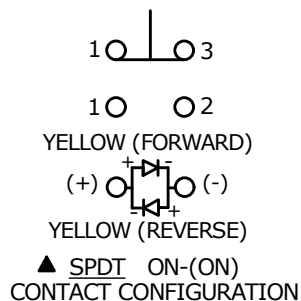 1 3
1 2
YELLOW (FORWARD)
+ -
(+) (-)
- +
YELLOW (REVERSE)
▲ SPDT ON-(ON)
CONTACT CONFIGURATION